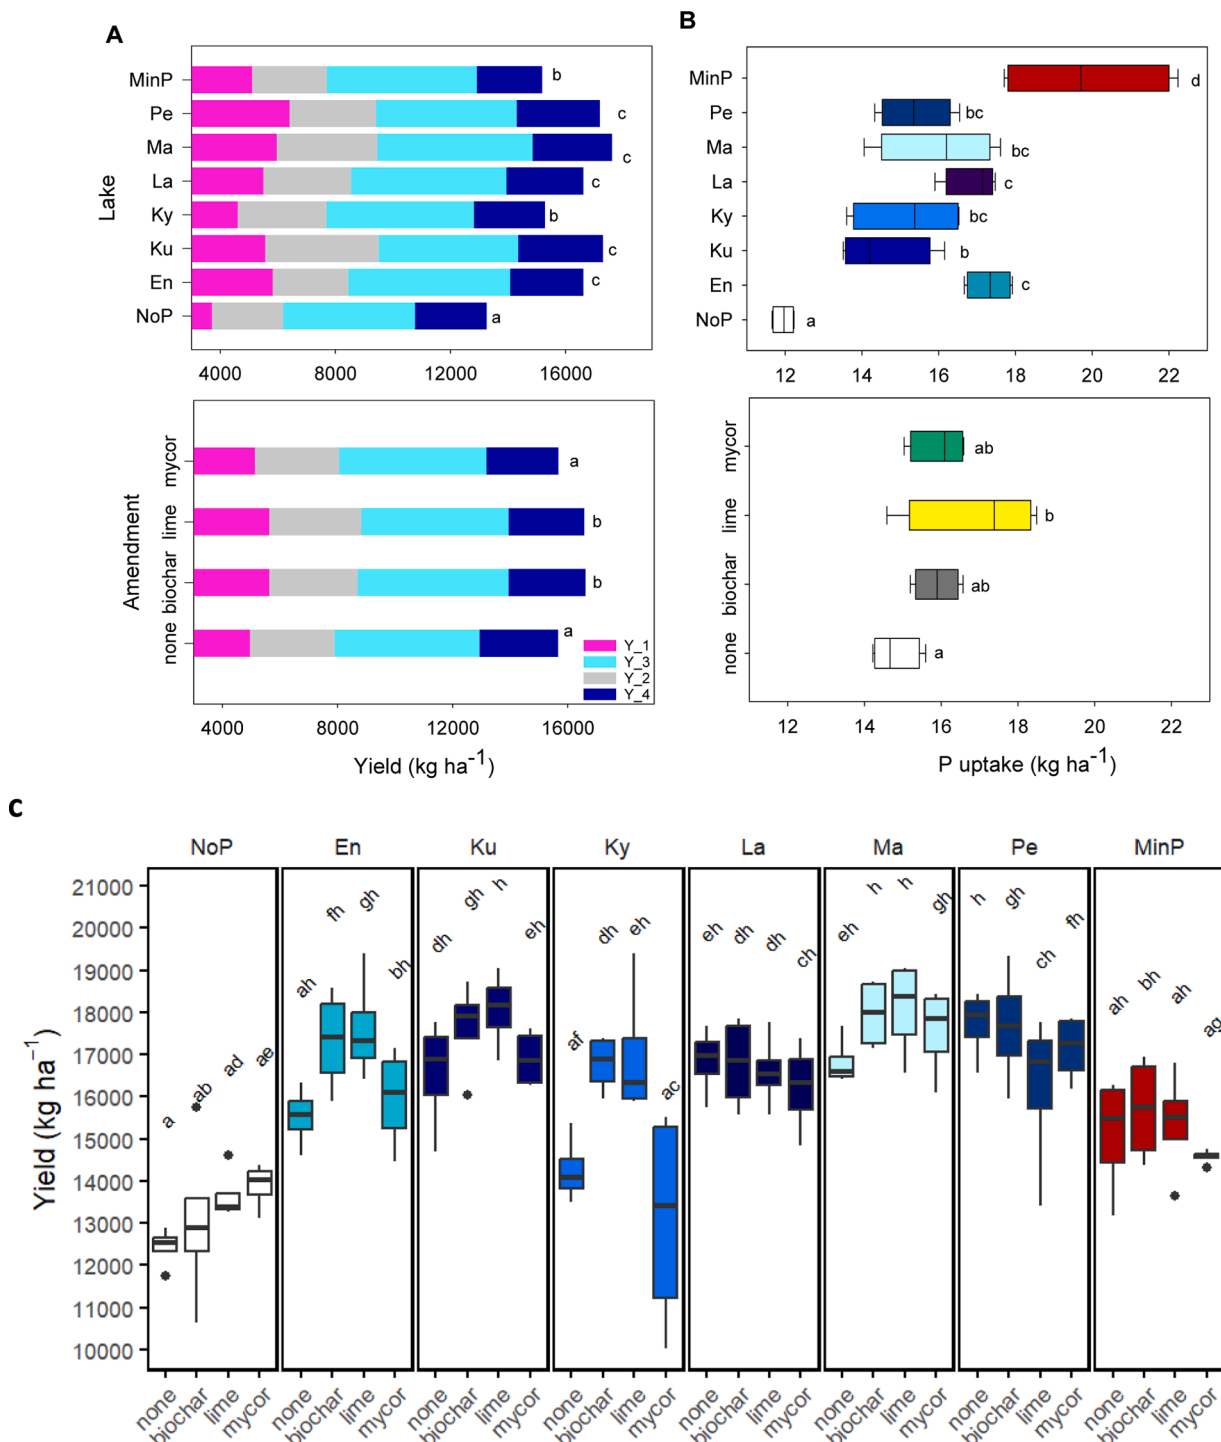 A
Lake
MinP b
Pe c
Ma c
La c
Ky b
Ku c
En c
NoP a
4000 8000 12000 16000
Amendment
mycor a
lime b
biochar b
none a
Y_1
Y_3
Y_2
Y_4
4000 8000 12000 16000
Yield (kg ha⁻¹)
B
MinP d
Pe bc
Ma bc
La c
Ky bc
Ku b
En c
NoP a
12 14 16 18 20 22
mycor ab
lime b
biochar ab
none a
12 14 16 18 20 22
P uptake (kg ha⁻¹)
c
NoP En Ku Ky La Ma Pe MinP
Yield (kg ha⁻¹)
21000
20000
19000
18000
17000
16000
15000
14000
13000
12000
11000
10000
a ab ad ae
ah fh gh bh
dh gh h eh
af dh eh ac
eh dh dh ch
eh h h gh
h gh ch fh
ah bh ah ag
none biochar lime mycor none biochar lime mycor none biochar lime mycor none biochar lime mycor none biochar lime mycor none biochar lime mycor none biochar lime mycor none biochar lime mycor